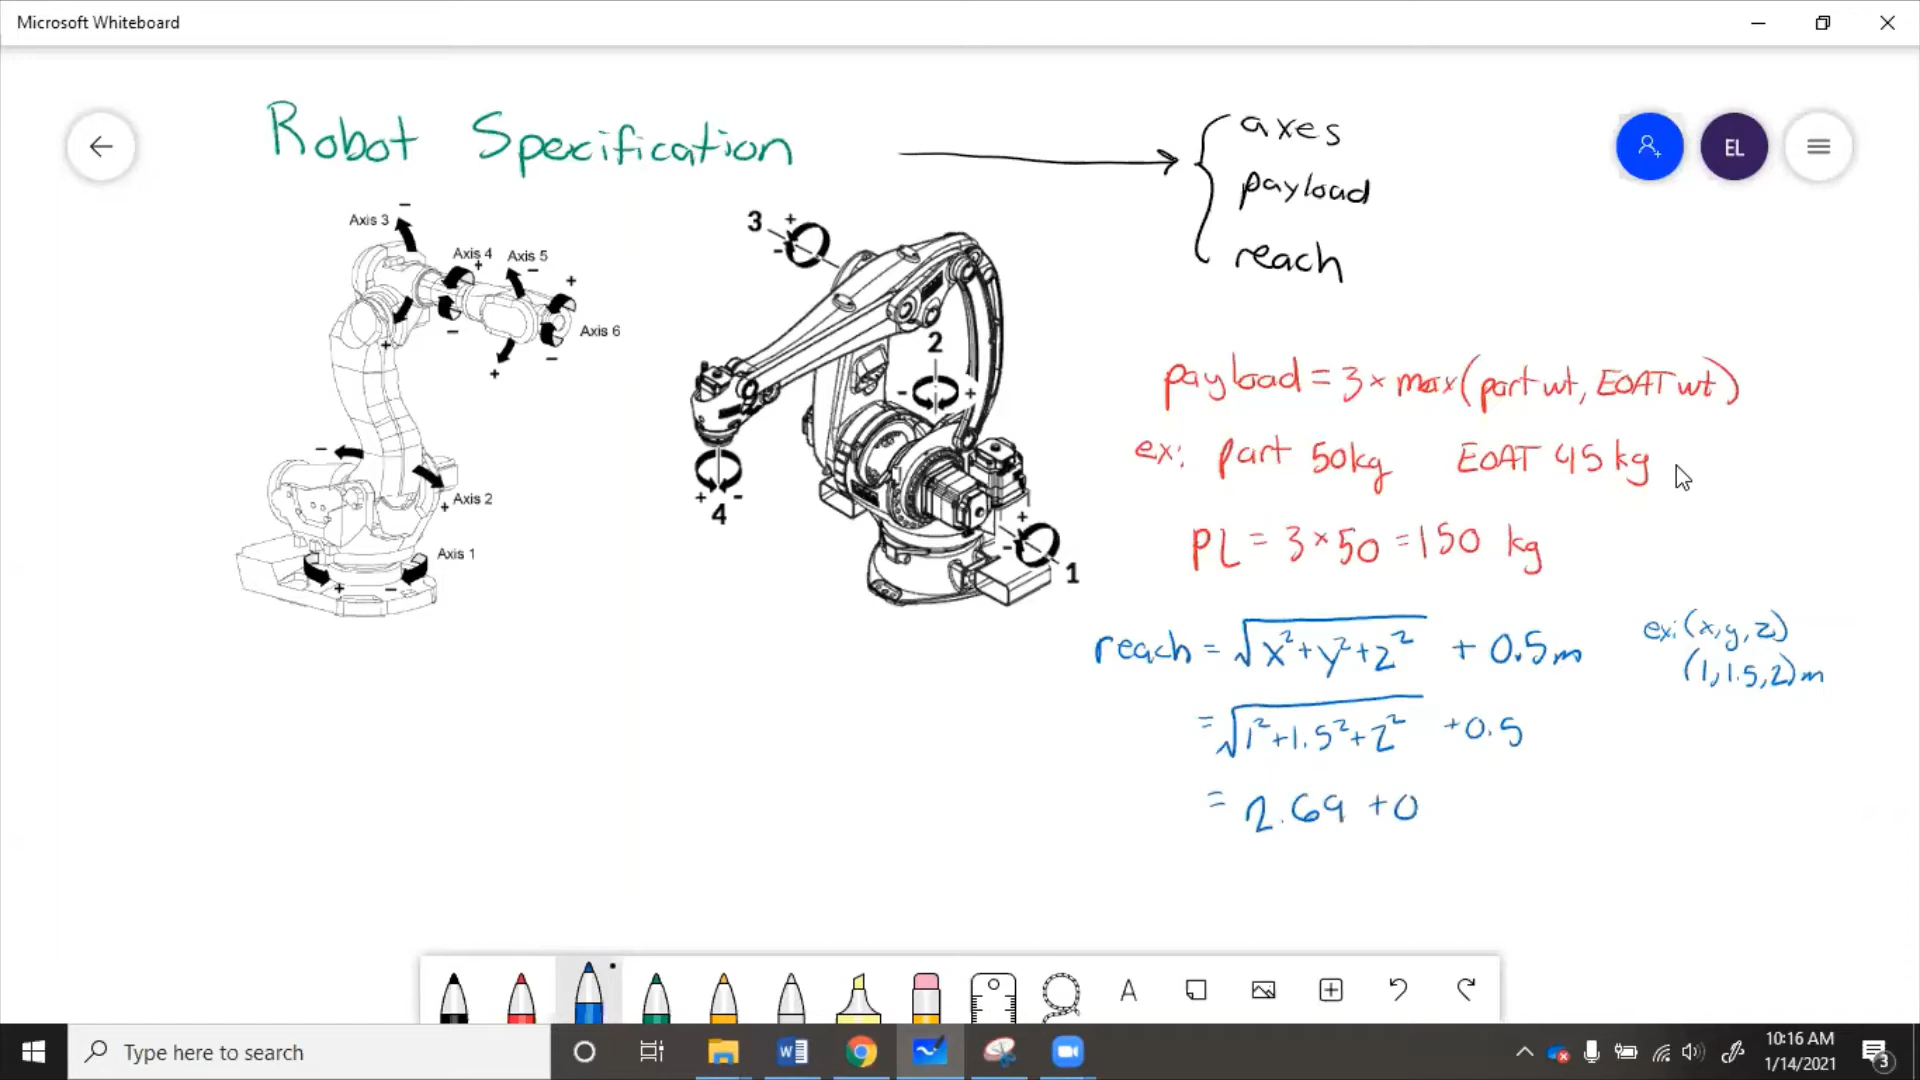 Microsoft Whiteboard
Robot Specification
axes
payload
reach
EL
Axis 3
−
Axis 4
+
Axis 5
−
+
−
+
−
Axis 6
+
−
Axis 2
+
Axis 1
+
−
3
+
-
2
-
+
+
-
4
+
-
1
payload = 3 × max(part wt, EOAT wt)
ex: part 50kg EOAT 45 kg
PL = 3 × 50 = 150 kg
reach = √x²+y²+z² + 0.5m
ex: (x,y,z)
(1,1.5,2)m
= √1²+1.5²+2² +0.5
= 2.69 +0
A
Type here to search
10:16 AM
1/14/2021
3